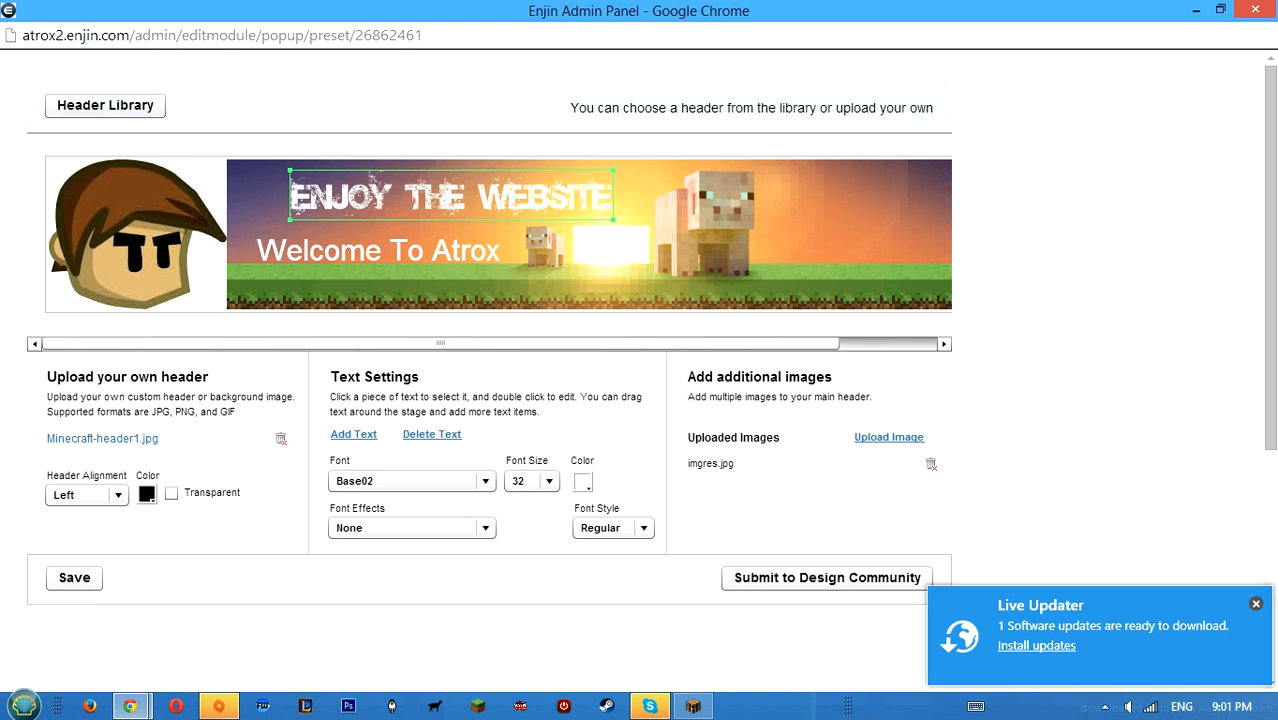 Enjin Admin Panel - Google Chrome
atrox2.enjin.com/admin/editmodule/popup/preset/26862461
Header Library
You can choose a header from the library or upload your own
ENJOY THE WEBSITE
Welcome To Atrox
Upload your own header
Upload your own custom header or background image.
Supported formats are JPG, PNG, and GIF
Minecraft-header1.jpg
Header Alignment
Color
Left
Transparent
Text Settings
Click a piece of text to select it, and double click to edit. You can drag
text around the stage and add more text items.
Add Text
Delete Text
Font
Font Size
Color
Base02
32
Font Effects
Font Style
None
Regular
Add additional images
Add multiple images to your main header.
Uploaded Images
Upload Image
imgres.jpg
Save
Submit to Design Community
Live Updater
1 Software updates are ready to download.
Install updates
Fw
L
Ps
ENG
9:01 PM